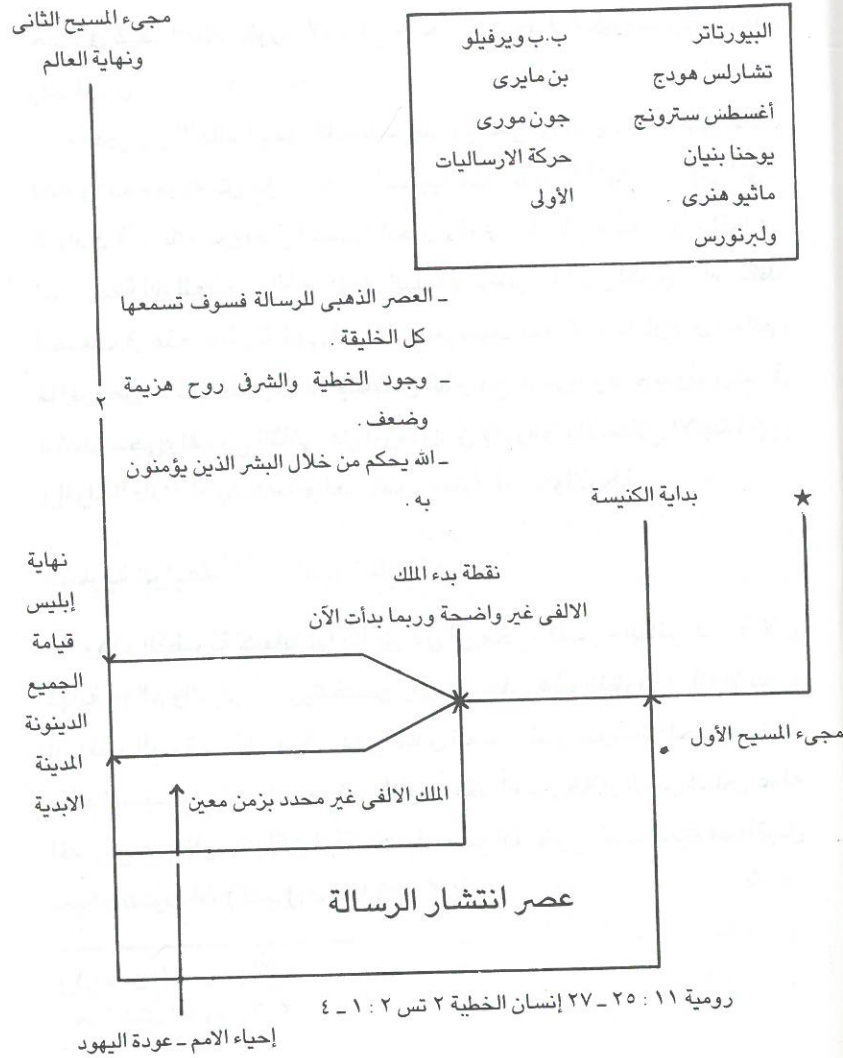 مجىء المسيح الثانى
ونهاية العالم
البيورتاتر
ب.ب ويرفيلو
تشارلس هودج
بن مايرى
أغسطس سترونج
جون مورى
يوحنا بنيان
حركة الارساليات
ماثيو هنرى .
الأولى
ولبرنورس
ـ العصر الذهبى للرسالة فسوف تسمعها
كل الخليقة .
ـ وجود الخطية والشرفى روح هزيمة
وضعف .
ـ الله يحكم من خلال البشر الذين يؤمنون
به .
٢
بداية الكنيسة
نقطة بدء الملك
الالفى غير واضحة وربما بدأت الآن
نهاية
إبليس
قيامة
الجميع
الدينونة
المدينة
الابدية
مجىء المسيح الأول
الملك الالفى غير محدد بزمن معين
عصر انتشار الرسالة
رومية ١١ : ٢٥ ـ ٢٧ إنسان الخطية ٢ تس ٢ : ١ ـ ٤
إحياء الامم ـ عودة اليهود